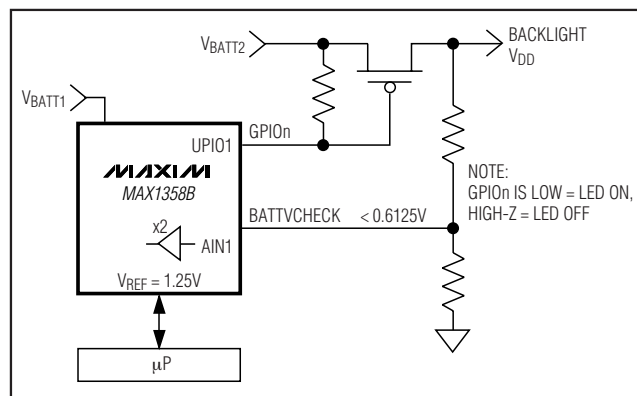 VBATT2
BACKLIGHT
VDD
VBATT1
GPIOn
UPIO1
MAXIM
MAX1358B
NOTE:
GPIOn IS LOW = LED ON,
HIGH-Z = LED OFF
BATTVCHECK < 0.6125V
x2
AIN1
VREF = 1.25V
μP